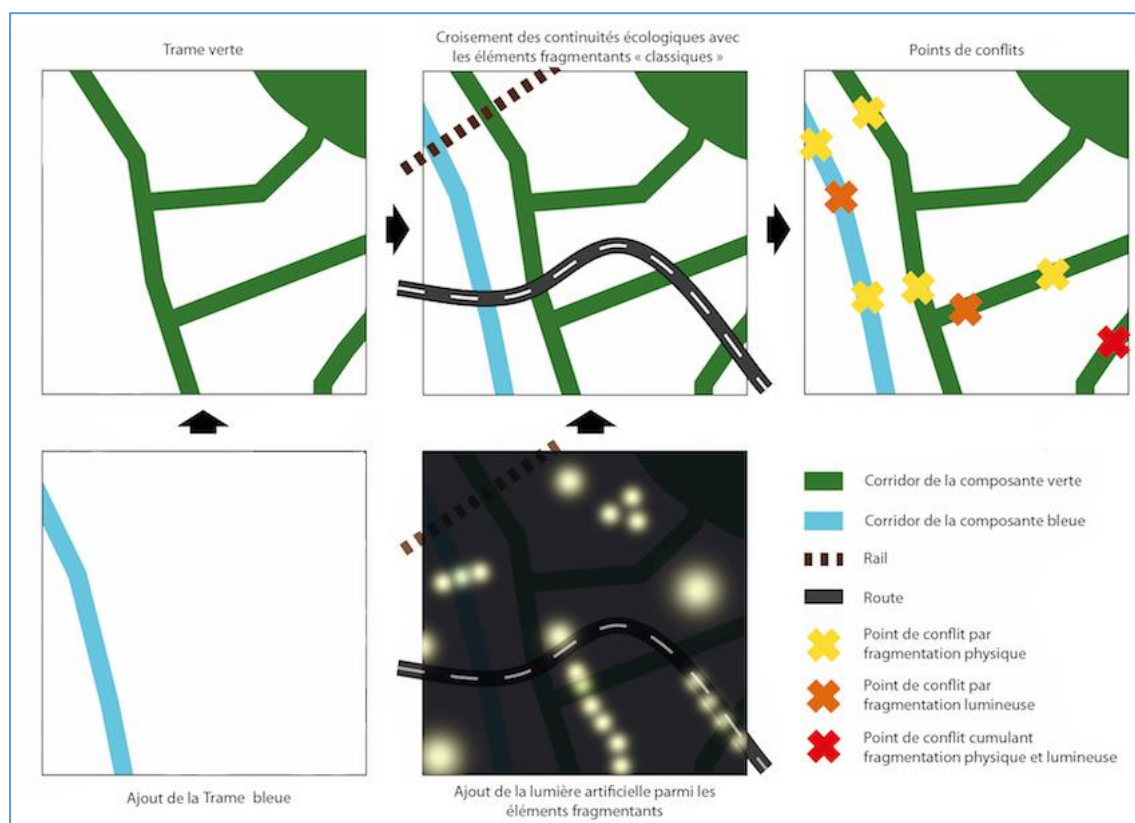 Trame verte
Croisement des continuités écologiques avec
les éléments fragmentants « classiques »
Points de conflits
Ajout de la Trame bleue
Ajout de la lumière artificielle parmi les
éléments fragmentants
Corridor de la composante verte
Corridor de la composante bleue
Rail
Route
Point de conflit par
fragmentation physique
Point de conflit par
fragmentation lumineuse
Point de conflit cumulant
fragmentation physique et lumineuse